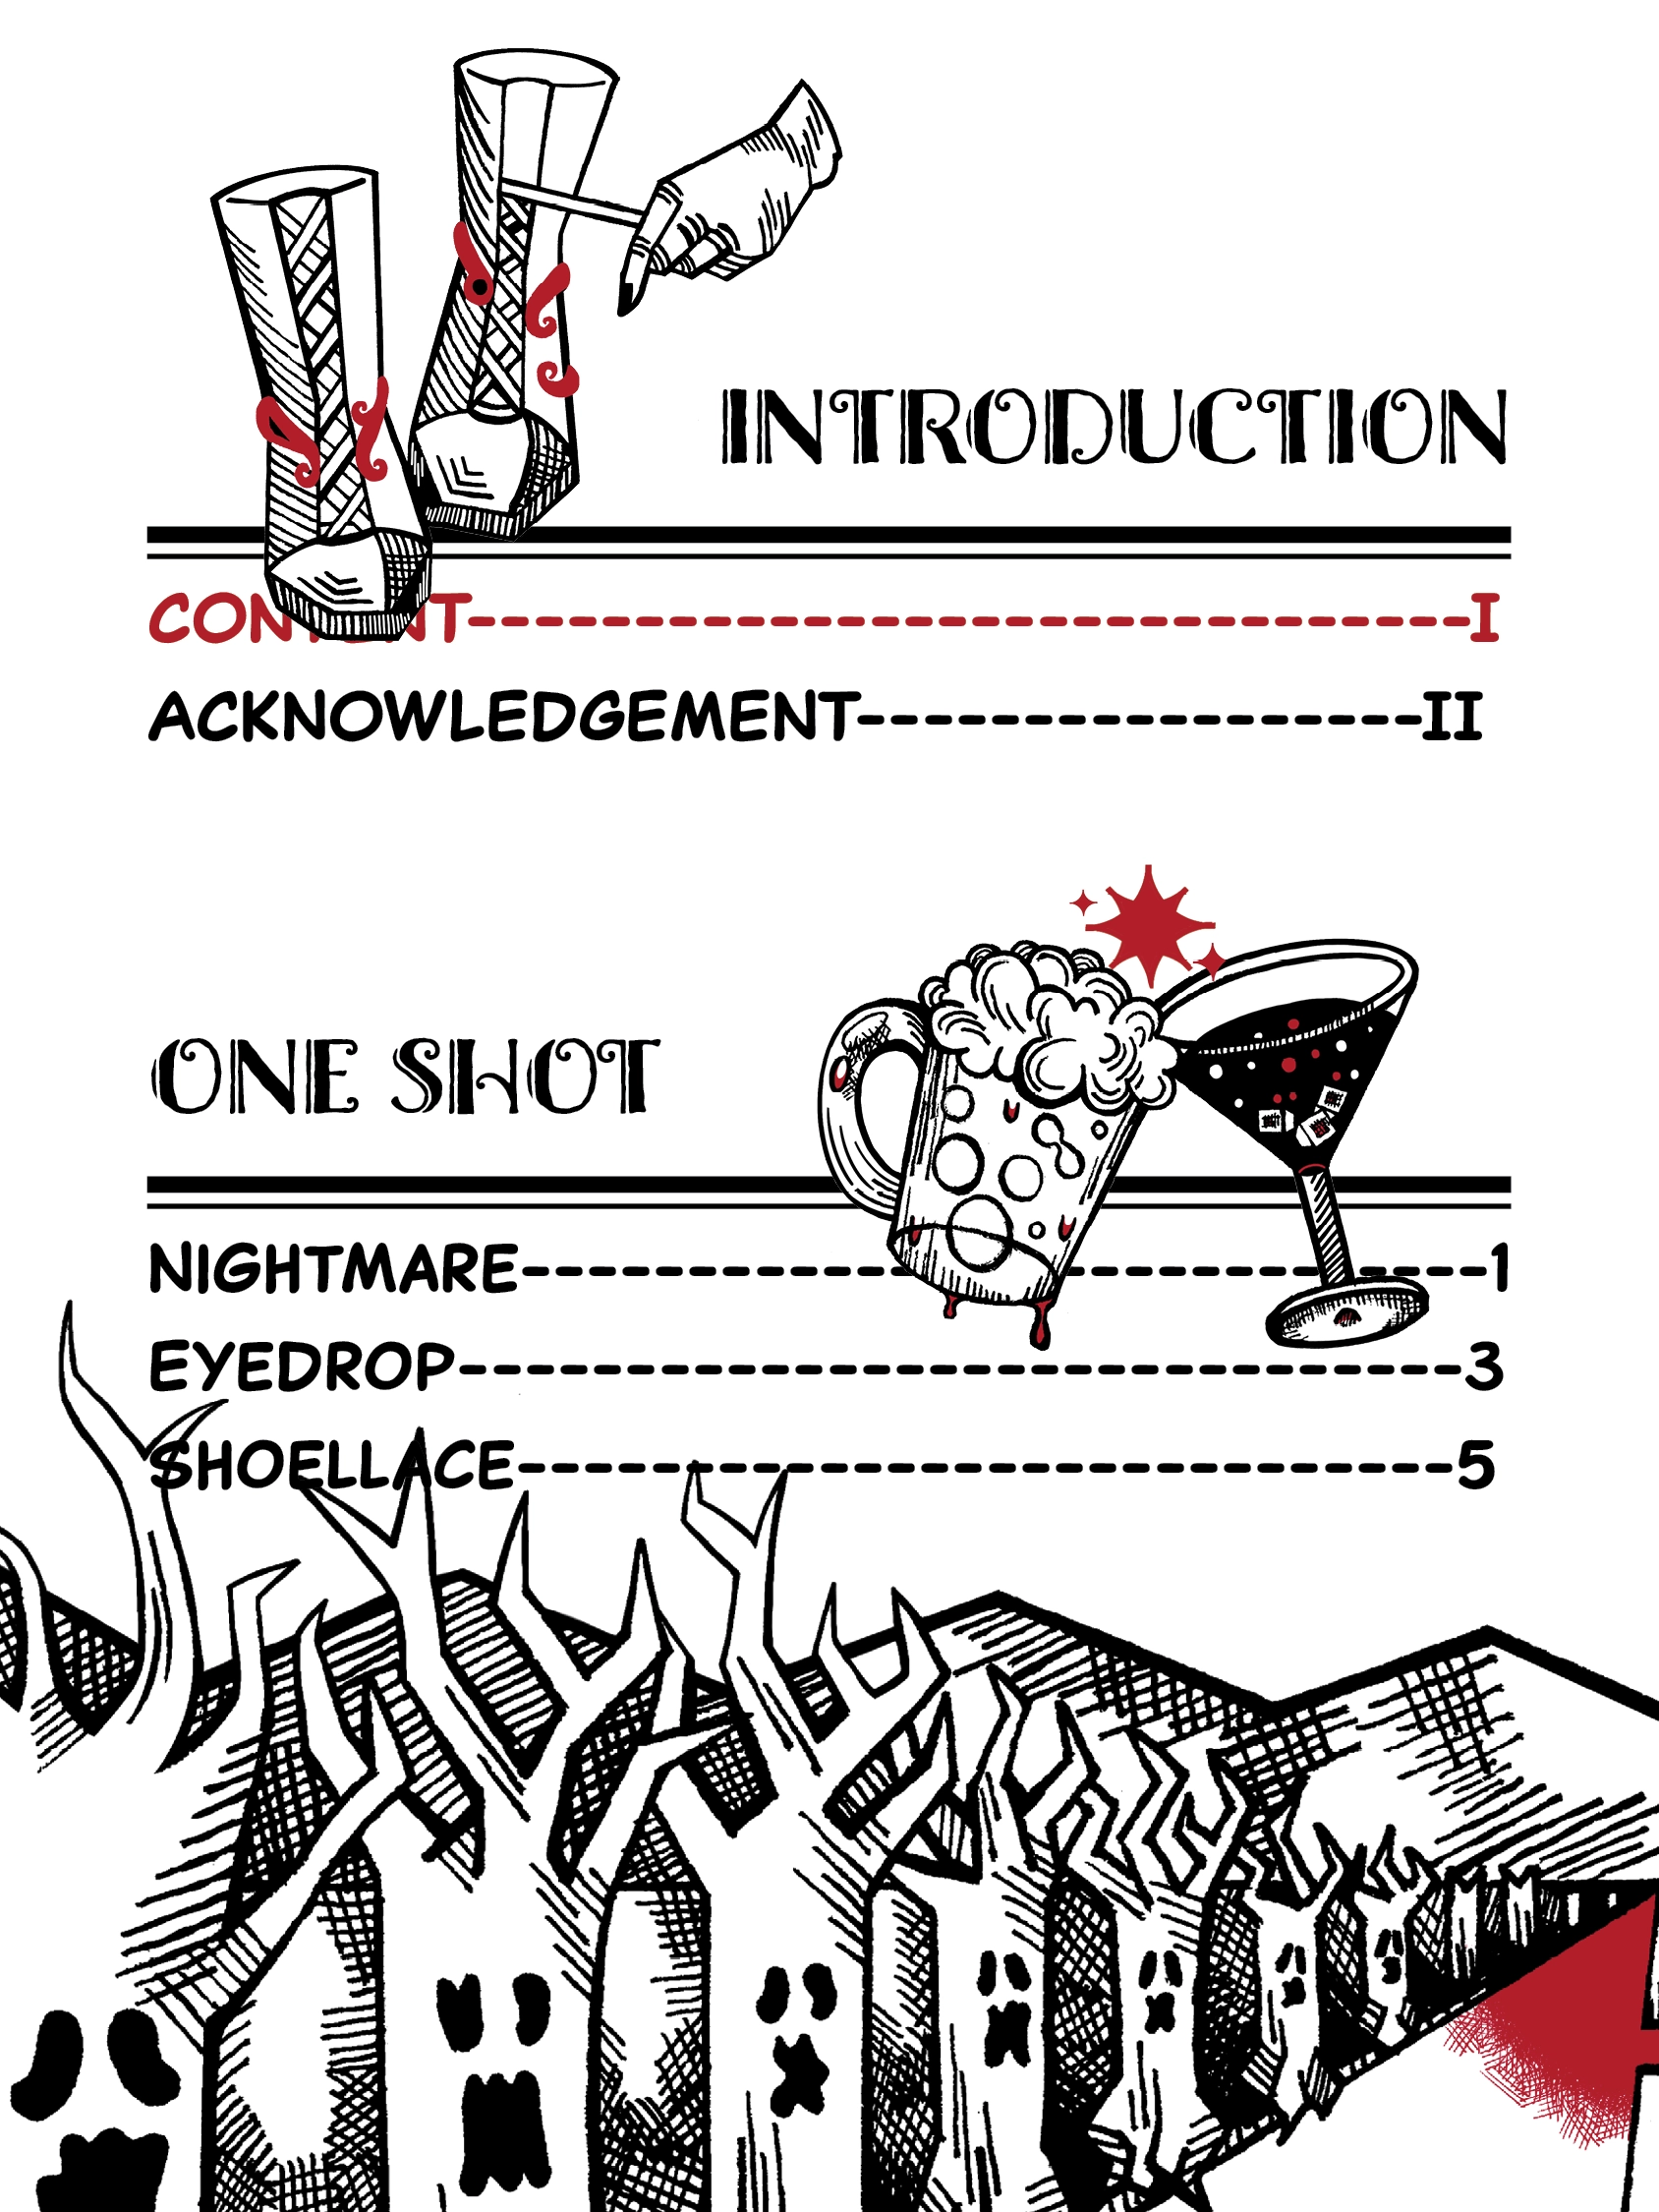 INTRODUCTION
CONTENT--------------------------------I
ACKNOWLEDGEMENT-----------------II
ONE SHOT
NIGHTMARE-----------------------------1
EYEDROP------------------------------3
SHOELLACE----------------------------5